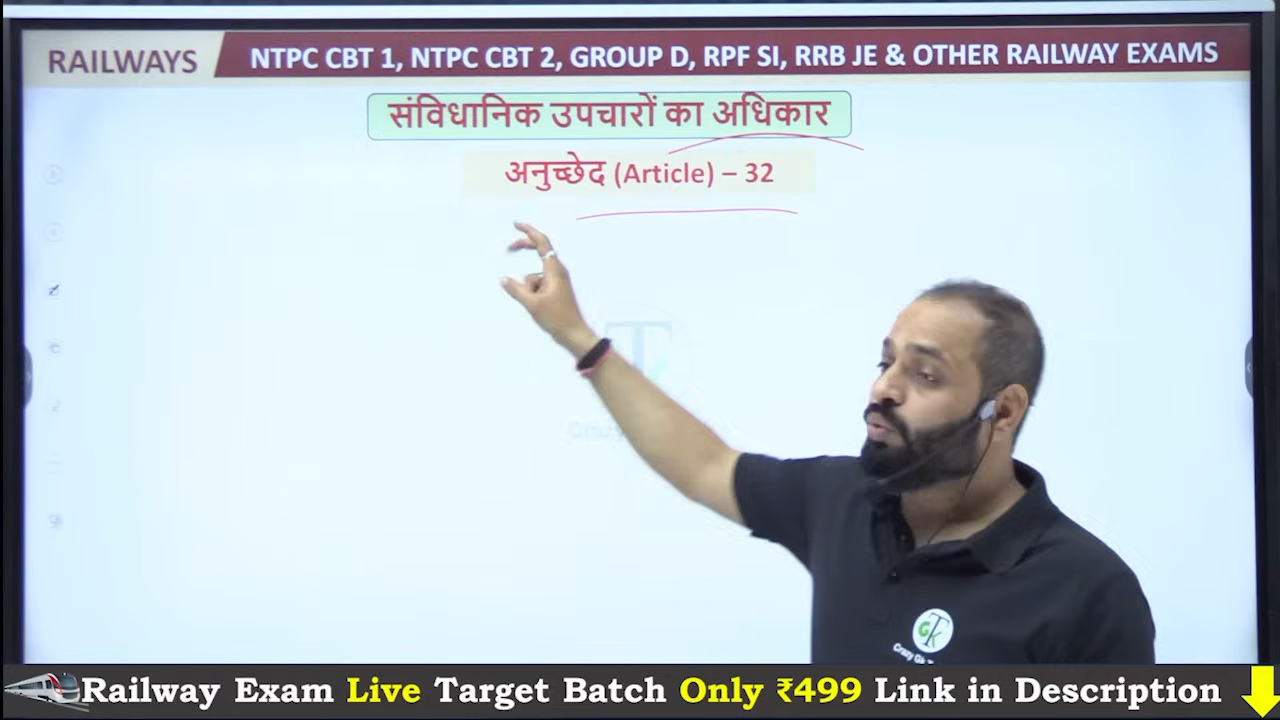 RAILWAYS
NTPC CBT 1, NTPC CBT 2, GROUP D, RPF SI, RRB JE & OTHER RAILWAY EXAMS
संविधानिक उपचारों का अधिकार
अनुच्छेद (Article) – 32
GTK
Railway Exam Live Target Batch Only ₹499 Link in Description